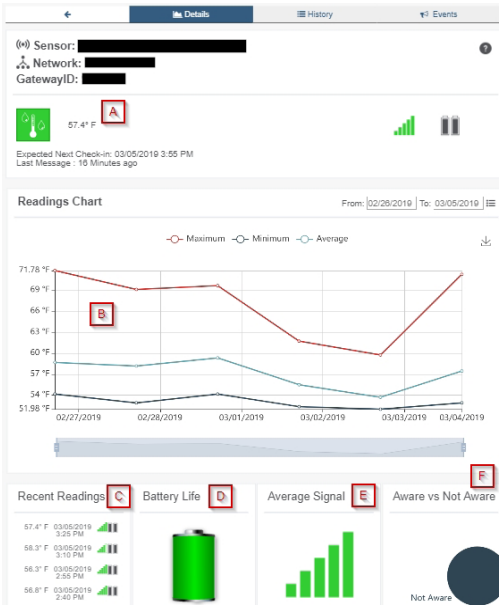 Details
History
Events
Sensor:
Network:
GatewayID:
A
57.4° F
Expected Next Check-in: 03/05/2019 3:55 PM
Last Message : 16 Minutes ago
Readings Chart
From: 02/26/2019 To: 03/05/2019
Maximum Minimum Average
71.78 °F
69 °F
66 °F
63 °F
60 °F
57 °F
54 °F
51.98 °F
B
02/27/2019 02/28/2019 03/01/2019 03/02/2019 03/03/2019 03/04/2019
F
Recent Readings C
57.4° F 03/05/2019
3:25 PM
58.3° F 03/05/2019
3:10 PM
56.3° F 03/05/2019
2:55 PM
56.8° F 03/05/2019
2:40 PM
Battery Life D
Average Signal E
Aware vs Not Aware
Not Aware